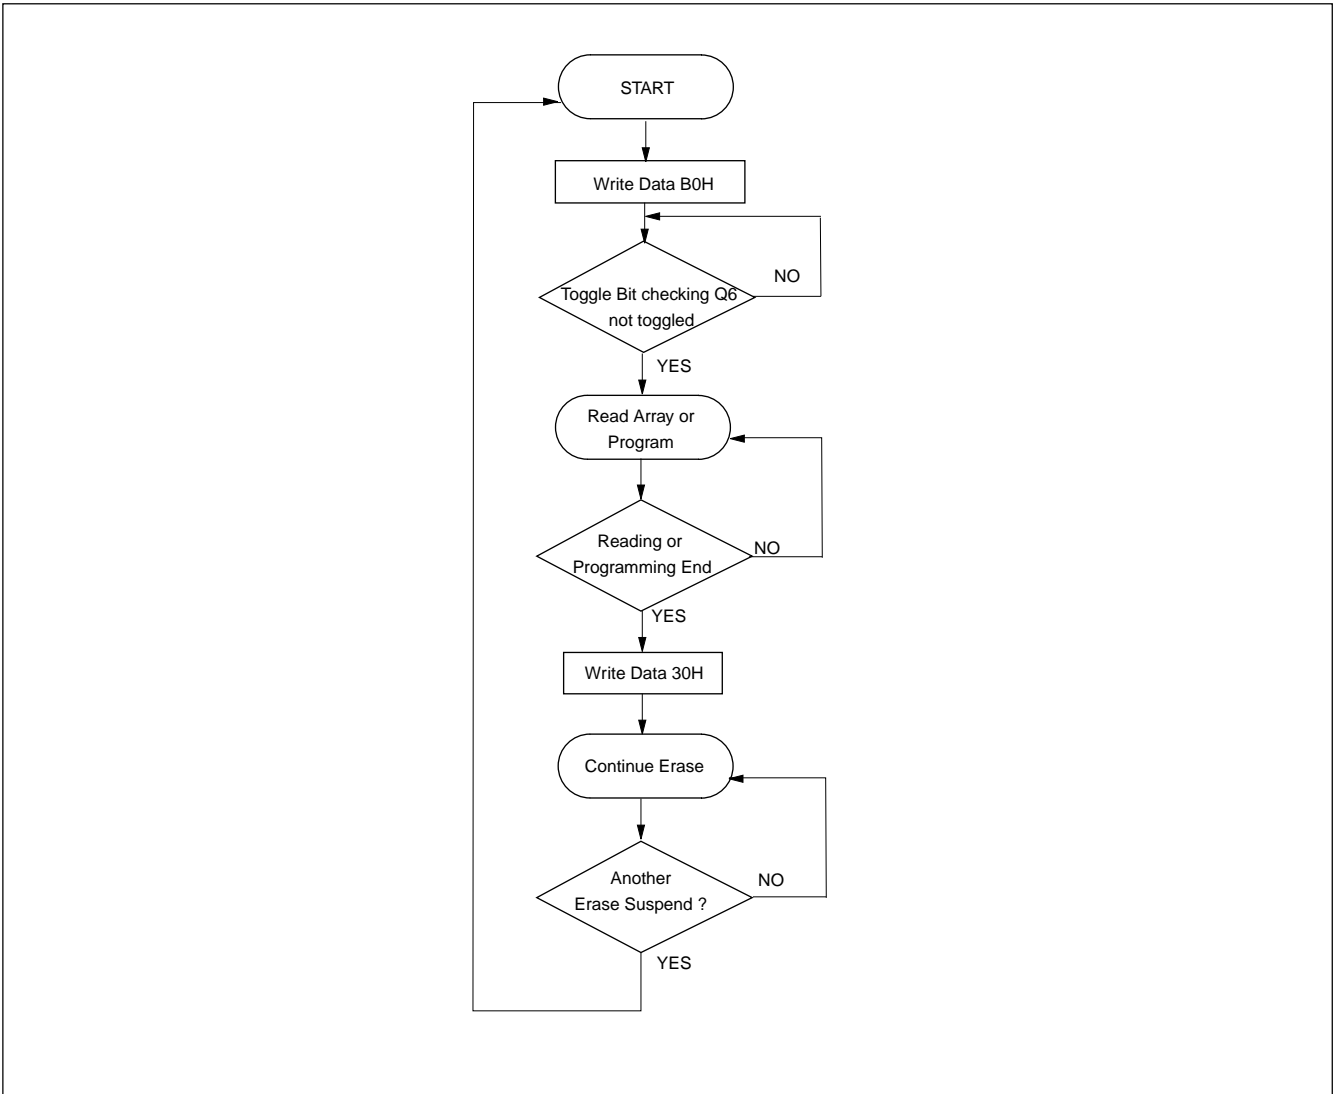 START
Write Data B0H
NO
Toggle Bit checking Q6
not toggled
YES
Read Array or
Program
Reading or
NO
Programming End
YES
Write Data 30H
Continue Erase
Another
NO
Erase Suspend ?
YES